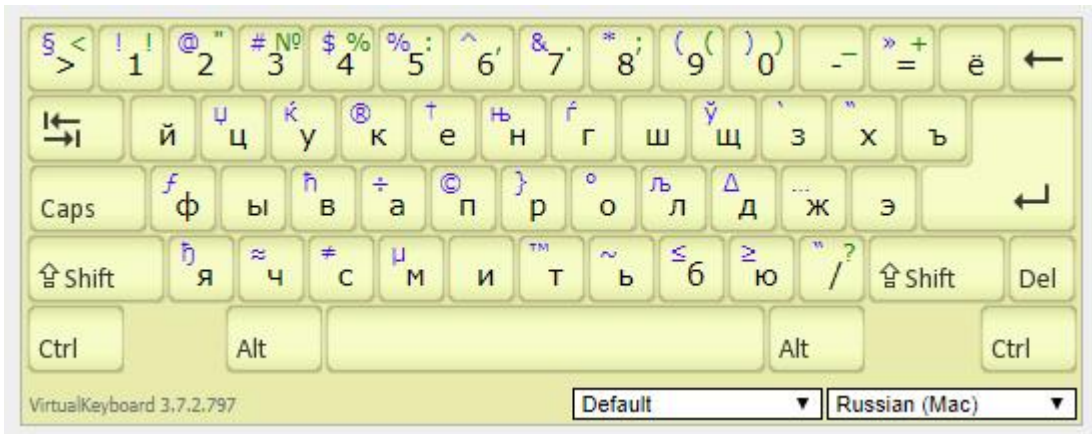 § < > ! ! 1 @ " 2 # № 3 $ % 4 % : 5 ^ , 6 & . 7 * ; 8 ( ( 9 ) ) 0 _ - » + = ё ←
й џ ц ќ у ® к † е њ н ѓ г ш ў щ ` з “ х ъ
Caps ƒ ф ы ћ в ÷ а © п } р ° о љ л ∆ д … ж э
Shift ђ я ≈ ч ≠ с µ м и ™ т ~ ь ≤ б ≥ ю “ ? / Shift Del
Ctrl Alt Alt Ctrl
VirtualKeyboard 3.7.2.797 Default Russian (Mac)